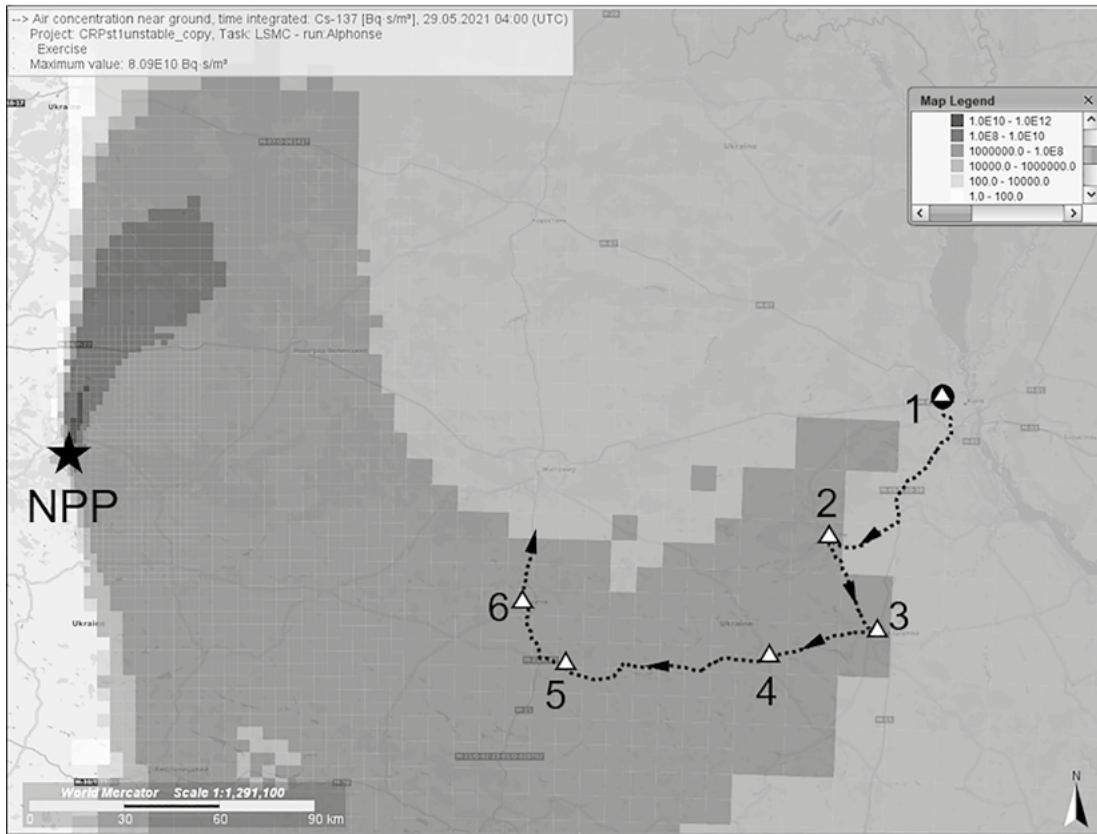 --> Air concentration near ground, time integrated: Cs-137 [Bq·s/m³], 29.05.2021 04:00 (UTC)
Project: CRPst1unstable_copy, Task: LSMC - run:Alphonse
Exercise
Maximum value: 8.09E10 Bq·s/m³
Ukraine
Map Legend
1.0E10 - 1.0E12
1.0E8 - 1.0E10
1000000.0 - 1.0E8
10000.0 - 1000000.0
100.0 - 10000.0
1.0 - 100.0
Ukraine
1
NPP
2
3
6
Ukraine
Ukraine
5
4
World Mercator Scale 1:1,291,100
0 30 60 90 km
N